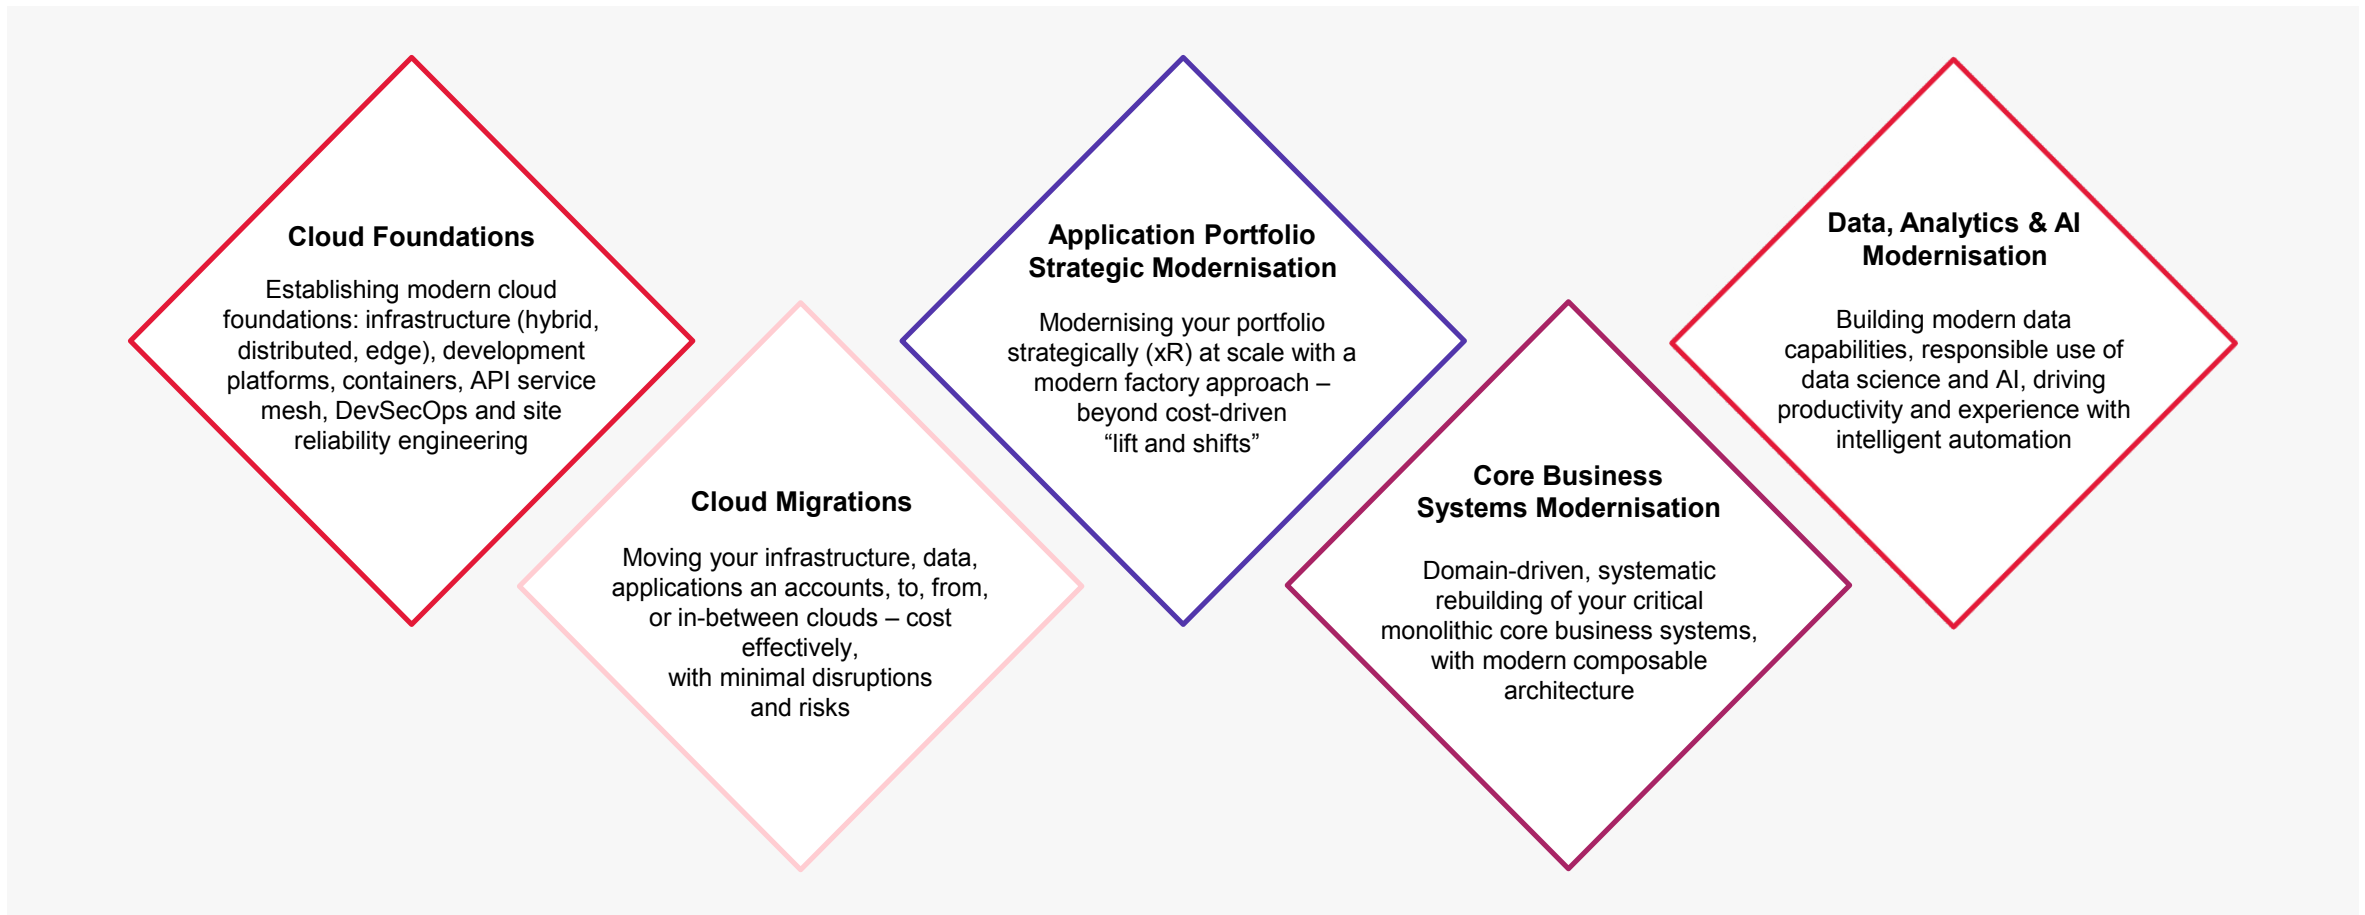 Cloud Foundations
Establishing modern cloud
foundations: infrastructure (hybrid,
distributed, edge), development
platforms, containers, API service
mesh, DevSecOps and site
reliability engineering
Cloud Migrations
Moving your infrastructure, data,
applications an accounts, to, from,
or in-between clouds – cost
effectively,
with minimal disruptions
and risks
Application Portfolio
Strategic Modernisation
Modernising your portfolio
strategically (xR) at scale with a
modern factory approach –
beyond cost-driven
“lift and shifts”
Core Business
Systems Modernisation
Domain-driven, systematic
rebuilding of your critical
monolithic core business systems,
with modern composable
architecture
Data, Analytics & AI
Modernisation
Building modern data
capabilities, responsible use of
data science and AI, driving
productivity and experience with
intelligent automation